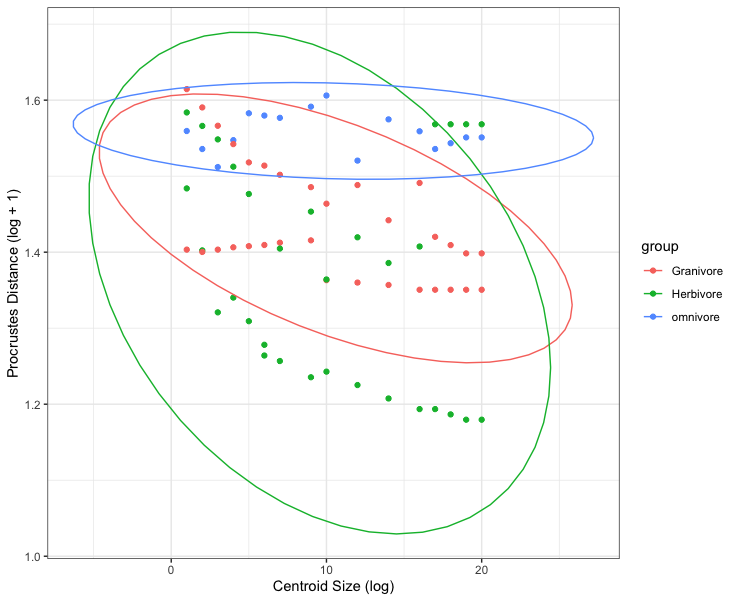 Procrustes Distance (log + 1)
1.6
1.4
1.2
1.0
0
10
20
Centroid Size (log)
group
Granivore
Herbivore
omnivore